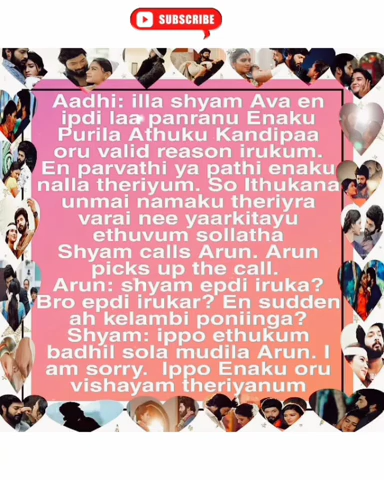 SUBSCRIBE
Aadhi: illa shyam Ava en
ipdi laa panranu Enaku
Purila Athuku Kandipaa
oru valid reason irukum.
En parvathi ya pathi enaku
nalla theriyum. So Ithukana
unmai namaku theriyra
varai nee yaarkitayu
ethuvum sollatha
Shyam calls Arun. Arun
picks up the call.
Arun: shyam epdi iruka?
Bro epdi irukar? En sudden
ah kelambi poniinga?
Shyam: ippo ethukum
badhil sola mudila Arun. I
am sorry.  Ippo Enaku oru
vishayam theriyanum